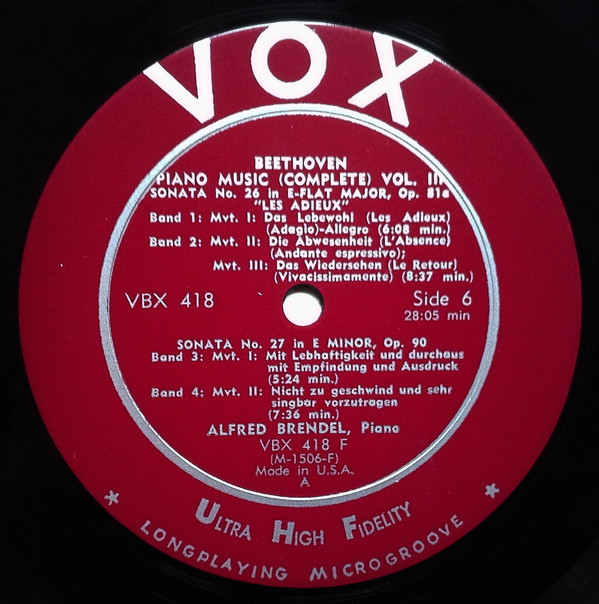 VOX
BEETHOVEN
PIANO MUSIC (COMPLETE) VOL. III
SONATA No. 26 in E-FLAT MAJOR, Op. 81a
"LES ADIEUX"
Band 1: Mvt. I: Das Lebewohl (Les Adieux)
(Adagio)-Allegro (6:08 min.)
Band 2: Mvt. II: Die Abwesenheit (L'Absence)
(Andante espressivo);
Mvt. III: Das Wiedersehen (Le Retour)
(Vivacissimamente) (8:37 min.)
VBX 418
Side 6
28:05 min
SONATA No. 27 in E MINOR, Op. 90
Band 3: Mvt. I: Mit Lebhaftigkeit und durchaus
mit Empfindung und Ausdruck
(5:24 min.)
Band 4: Mvt. II: Nicht zu geschwind und sehr
singbar vorzutragen
(7:36 min.)
ALFRED BRENDEL, Piano
VBX 418 F
(M-1506-F)
Made in U.S.A.
A
ULTRA HIGH FIDELITY
* LONGPLAYING MICROGROOVE *